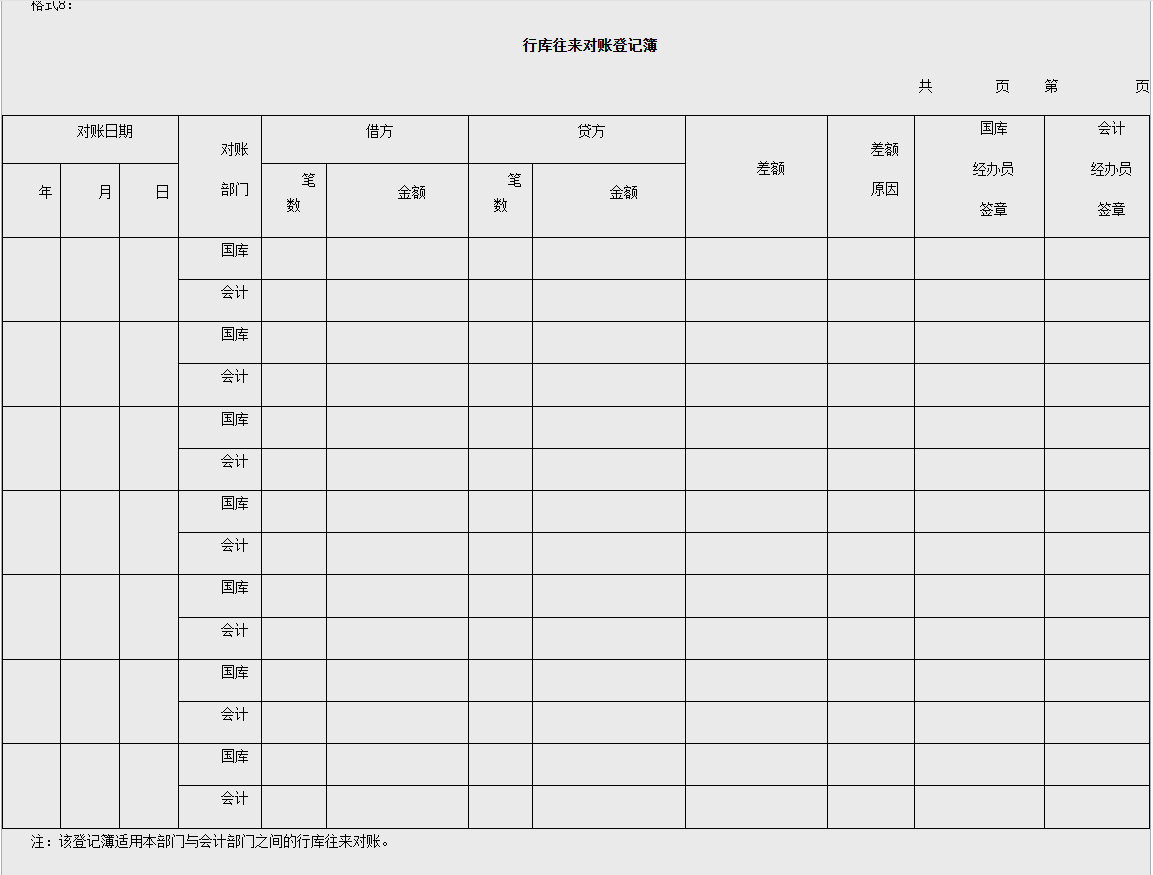 格式8：
行库往来对账登记簿
共 页 第 页
对账日期 对账部门 借方 贷方 差额 差额原因 国库经办员签章 会计经办员签章
年 月 日 笔数 金额 笔数 金额
国库
会计
国库
会计
国库
会计
国库
会计
国库
会计
国库
会计
国库
会计
注：该登记簿适用本部门与会计部门之间的行库往来对账。